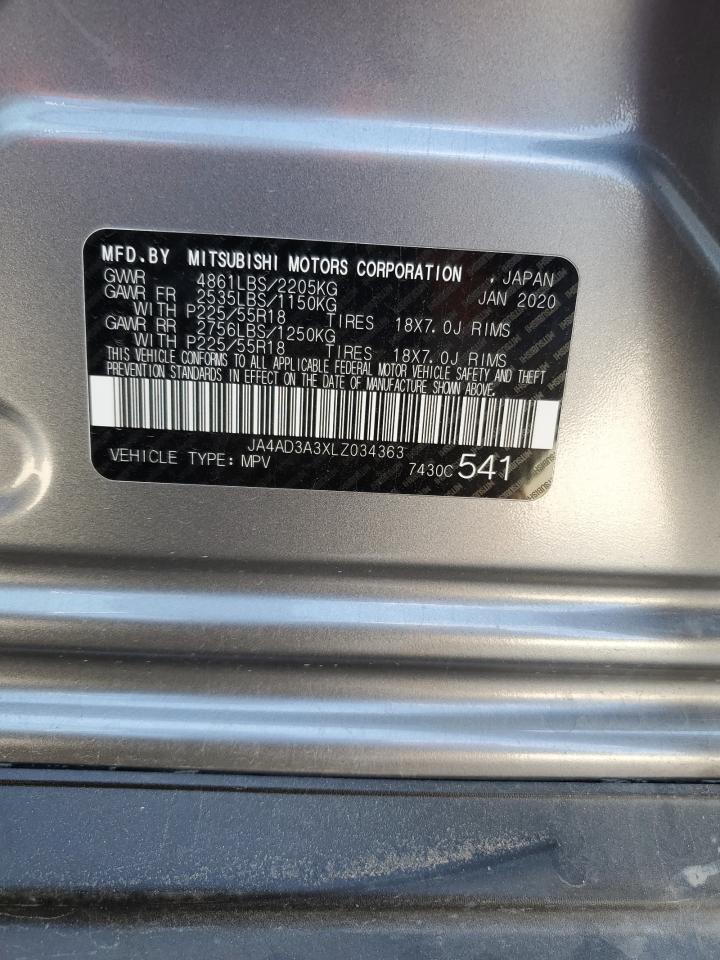 MFD.BY MITSUBISHI MOTORS CORPORATION , JAPAN
GWWR 4861LBS/2205KG JAN 2020
GAWR FR 2535LBS/1150KG
WITH P225/55R18 TIRES 18X7.0J RIMS
GAWR RR 2756LBS/1250KG
WITH P225/55R18 TIRES 18X7.0J RIMS
THIS VEHICLE CONFORMS TO ALL APPLICABLE FEDERAL MOTOR VEHICLE SAFETY AND THEFT
PREVENTION STANDARDS IN EFFECT ON THE DATE OF MANUFACTURE SHOWN ABOVE.
JA4AD3A3XLZ034363
VEHICLE TYPE: MPV 7430C 541